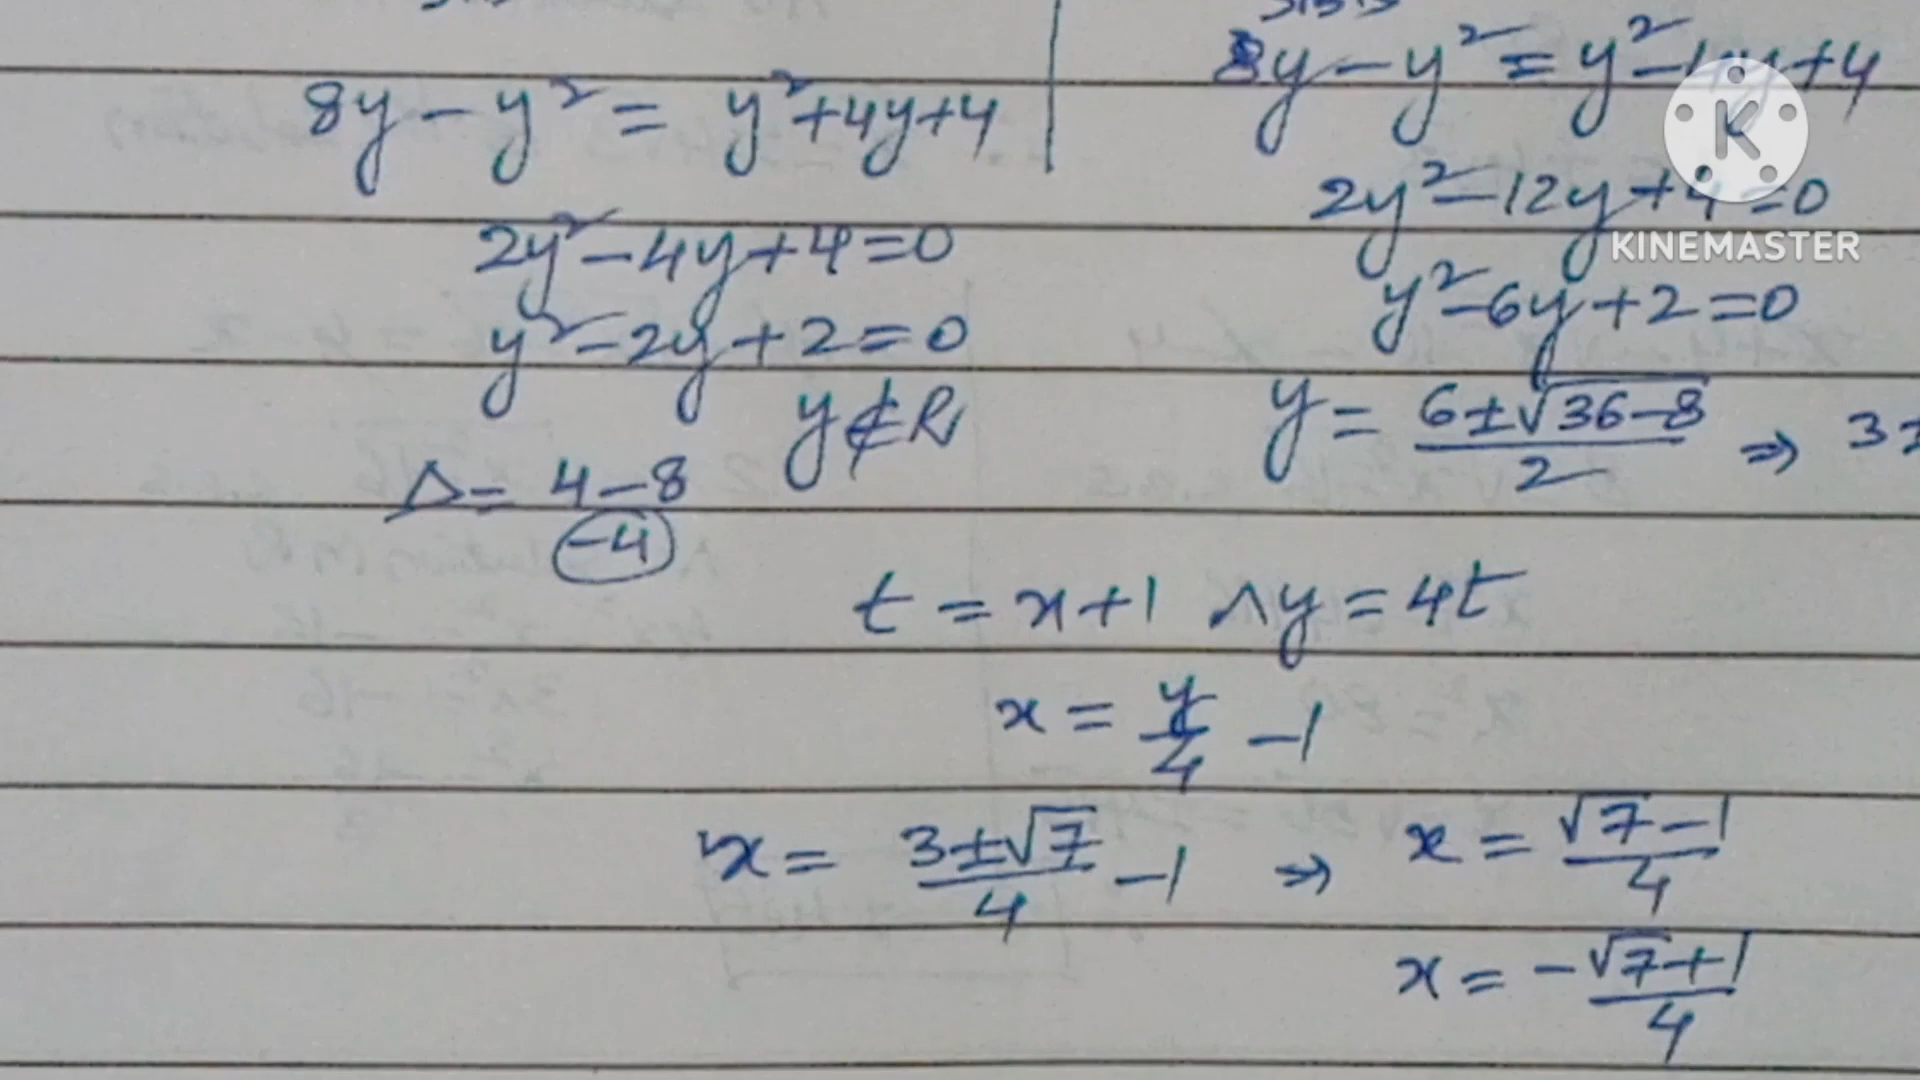 8y - y² = y² + 4y + 4
2y² - 4y + 4 = 0
y² - 2y + 2 = 0
y ∉ R
Δ = 4 - 8
-4
8y - y² = y² - 4y + 4
2y² - 12y + 4 = 0
KINEMASTER
y² - 6y + 2 = 0
y = (6 ± √(36 - 8))/2 ⇒ 3 ±
t = x + 1 ∧ y = 4t
x = y/4 - 1
x = (3 ± √7)/4 - 1 ⇒ x = (√7 - 1)/4
x = -(√7 + 1)/4